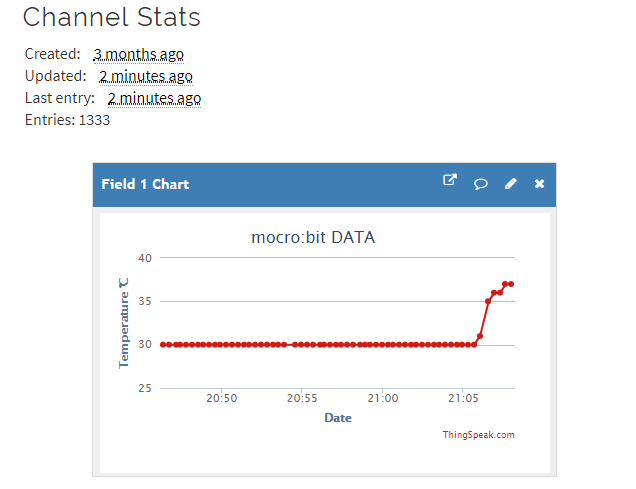 Channel Stats
Created: 3 months ago
Updated: 2 minutes ago
Last entry: 2 minutes ago
Entries: 1333
Field 1 Chart
mocro:bit DATA
40
35
30
25
Temperature ℃
20:50 20:55 21:00 21:05
Date
ThingSpeak.com